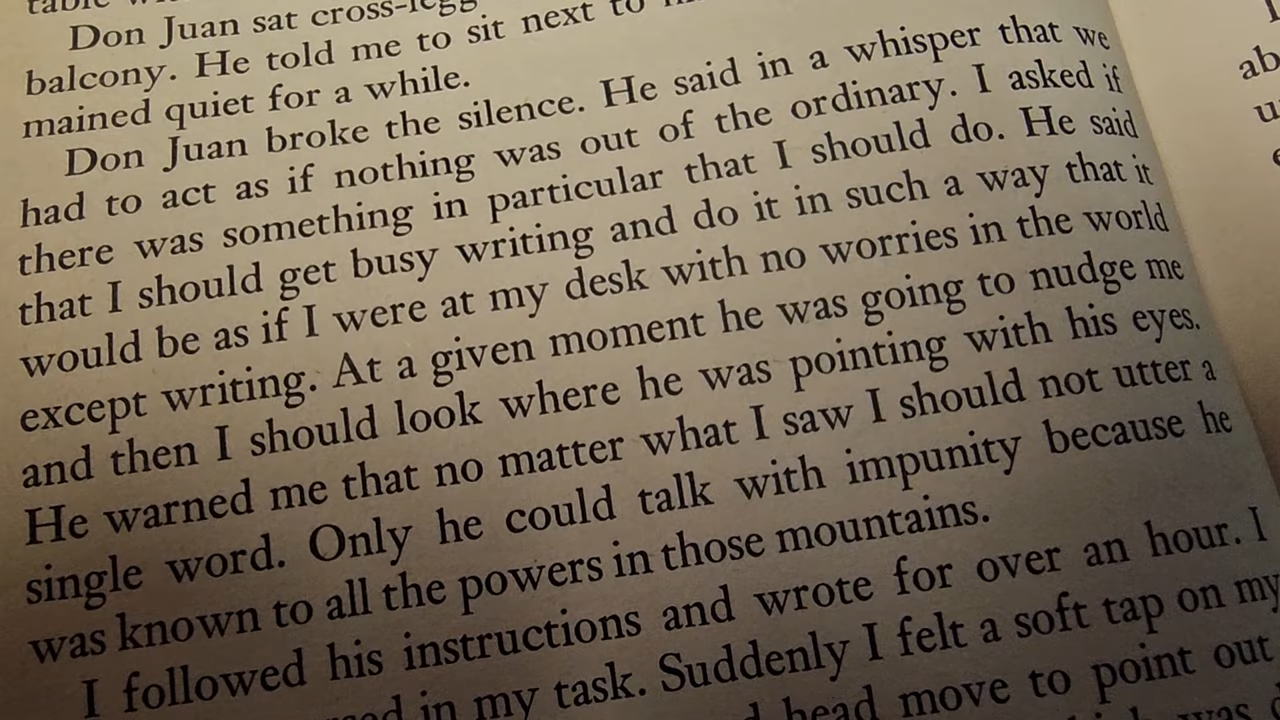 Don Juan sat
balcony. He told me to sit next to
mained quiet for a while.
Don Juan broke the silence. He said in a whisper that we
had to act as if nothing was out of the ordinary. I asked if
there was something in particular that I should do. He said
that I should get busy writing and do it in such a way that it
would be as if I were at my desk with no worries in the world
except writing. At a given moment he was going to nudge me
and then I should look where he was pointing with his eyes.
He warned me that no matter what I saw I should not utter a
single word. Only he could talk with impunity because he
was known to all the powers in those mountains.
I followed his instructions and wrote for over an hour. I
in my task. Suddenly I felt a soft tap on my
head move to point out
was